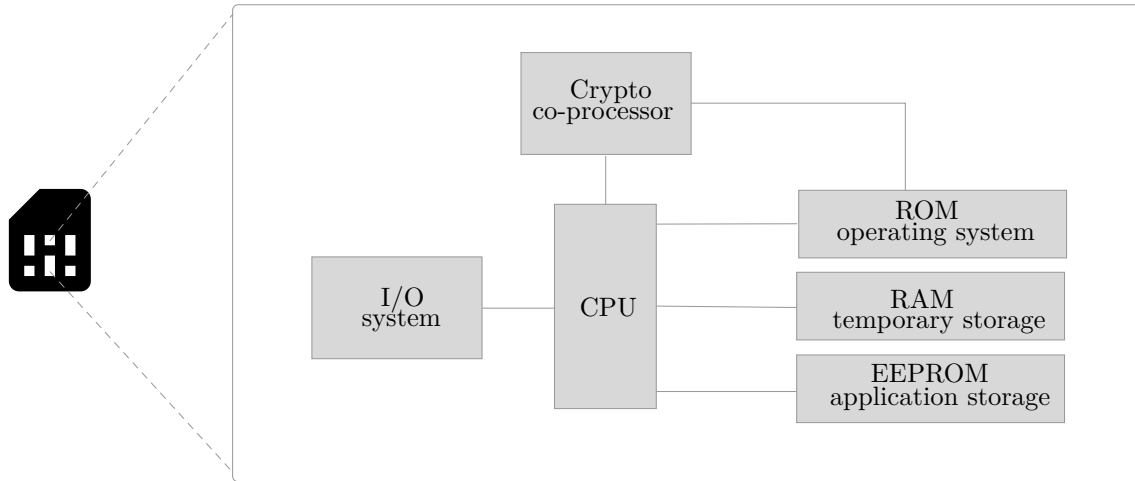 Crypto
co-processor
ROM
operating system
I/O
system
CPU
RAM
temporary storage
EEPROM
application storage